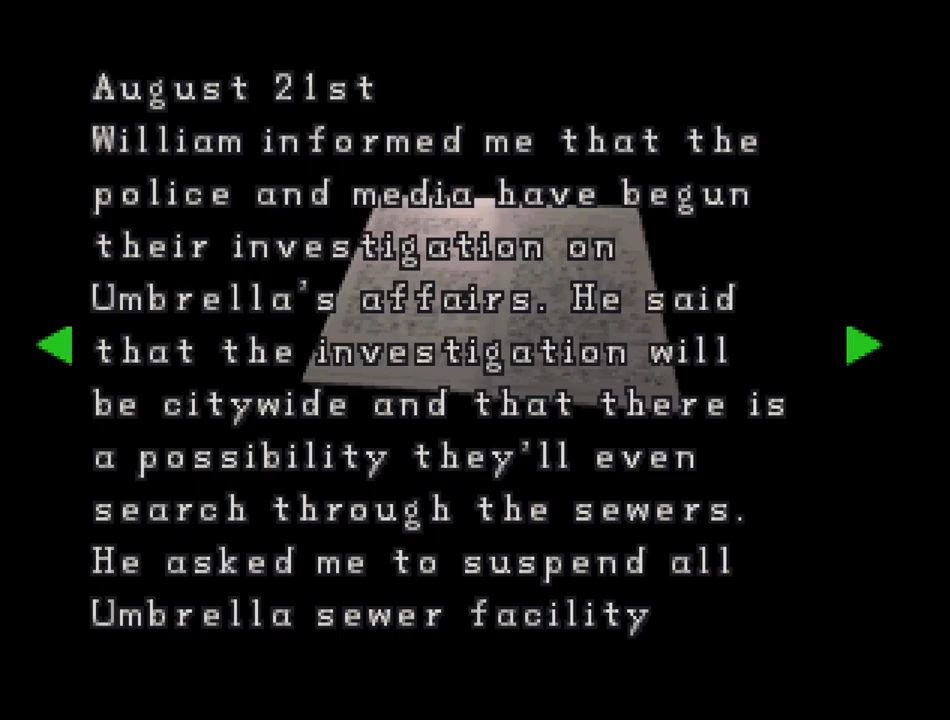 August 21st
William informed me that the
police and media have begun
their investigation on
Umbrella's affairs. He said
that the investigation will
be citywide and that there is
a possibility they'll even
search through the sewers.
He asked me to suspend all
Umbrella sewer facility